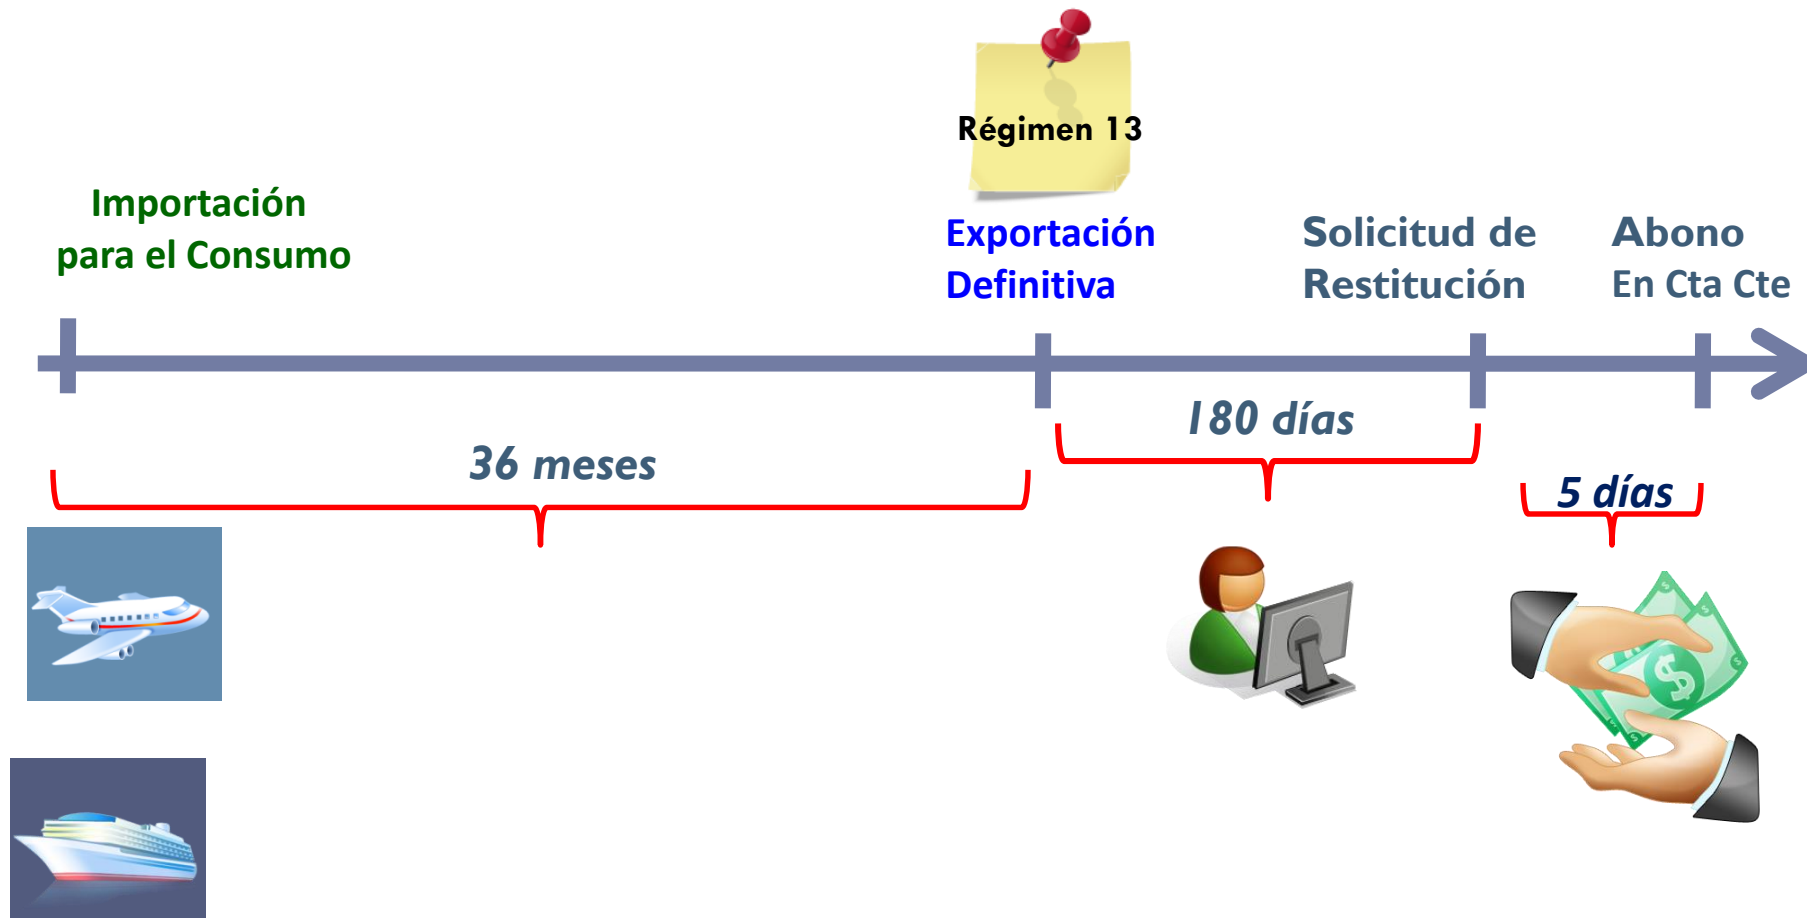 Régimen 13
Importación
para el Consumo
Exportación
Definitiva
Solicitud de
Restitución
Abono
En Cta Cte
36 meses
180 días
5 días